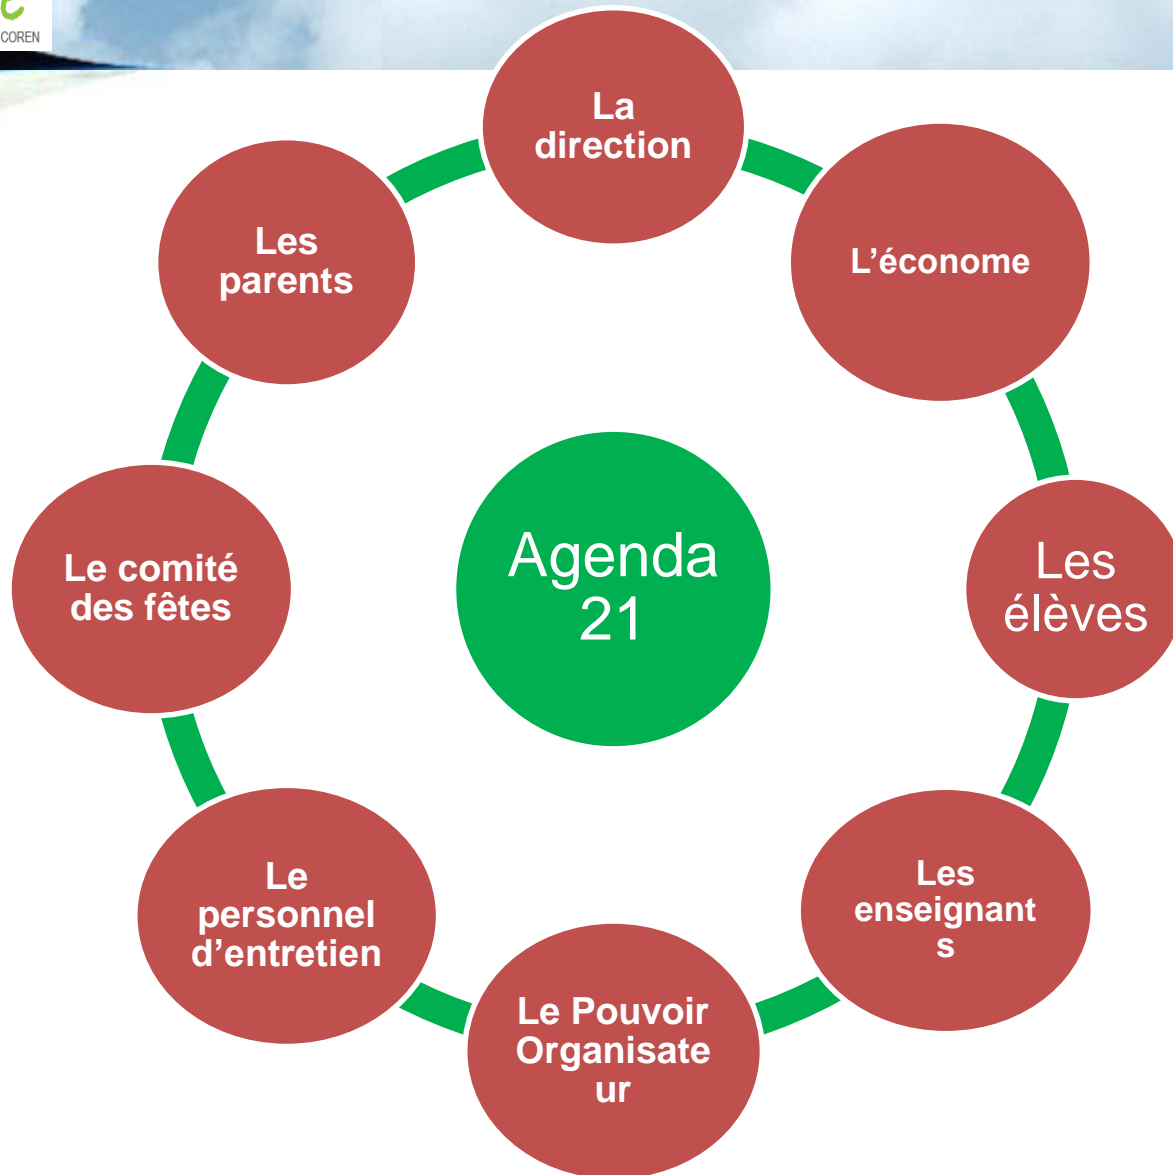 COREN
La
direction
L’économe
Les
élèves
Les
enseignant
s
Le Pouvoir
Organisate
ur
Le
personnel
d’entretien
Le comité
des fêtes
Les
parents
Agenda
21